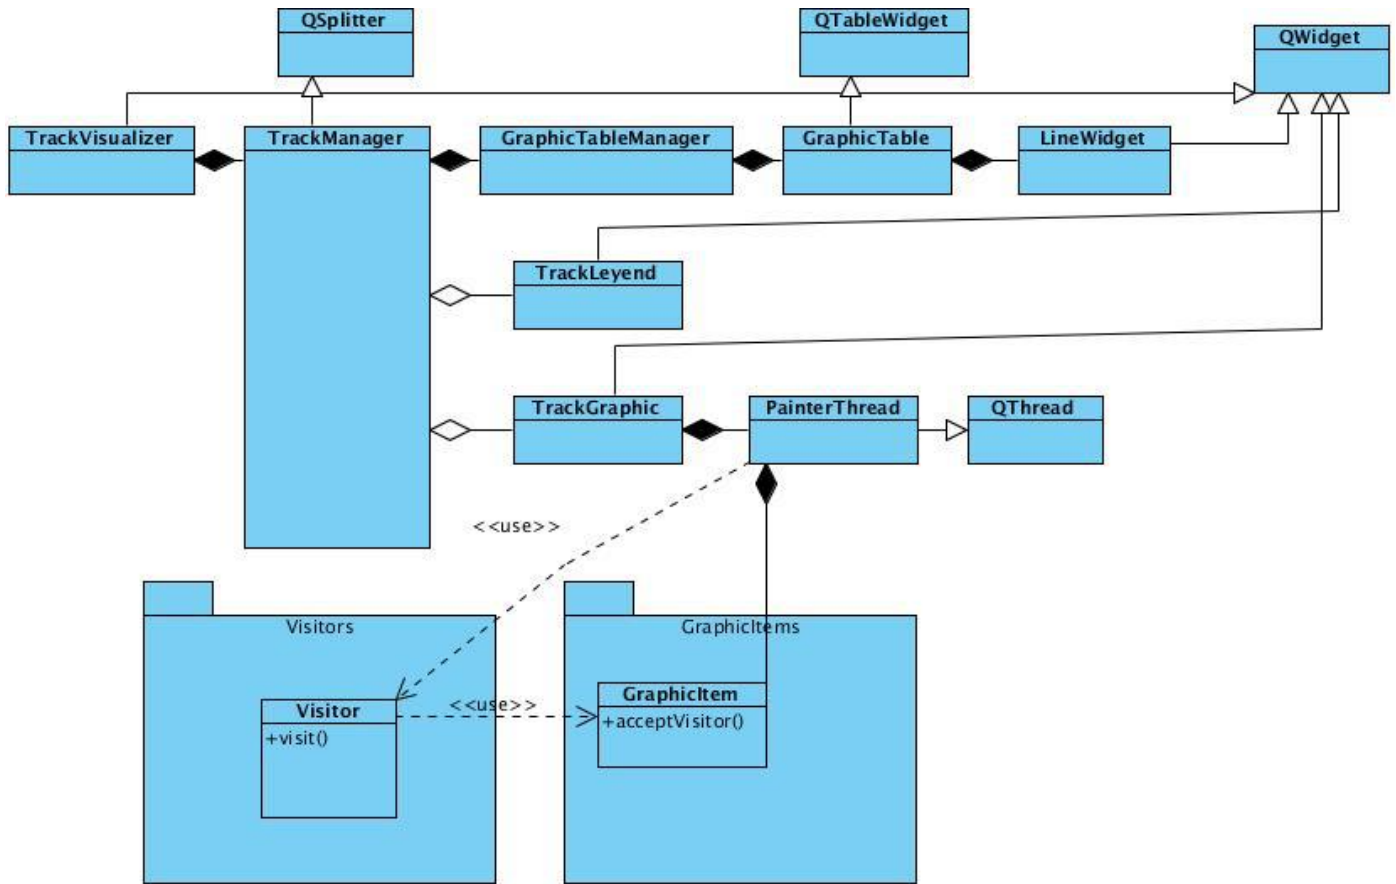 QSplitter
QTableWidget
QWidget
TrackVisualizer
TrackManager
GraphicTableManager
GraphicTable
LineWidget
TrackLeyend
TrackGraphic
PainterThread
QThread
<<use>>
Visitors
GraphicItems
GraphicItem
+acceptVisitor()
<<use>>
Visitor
+visit()